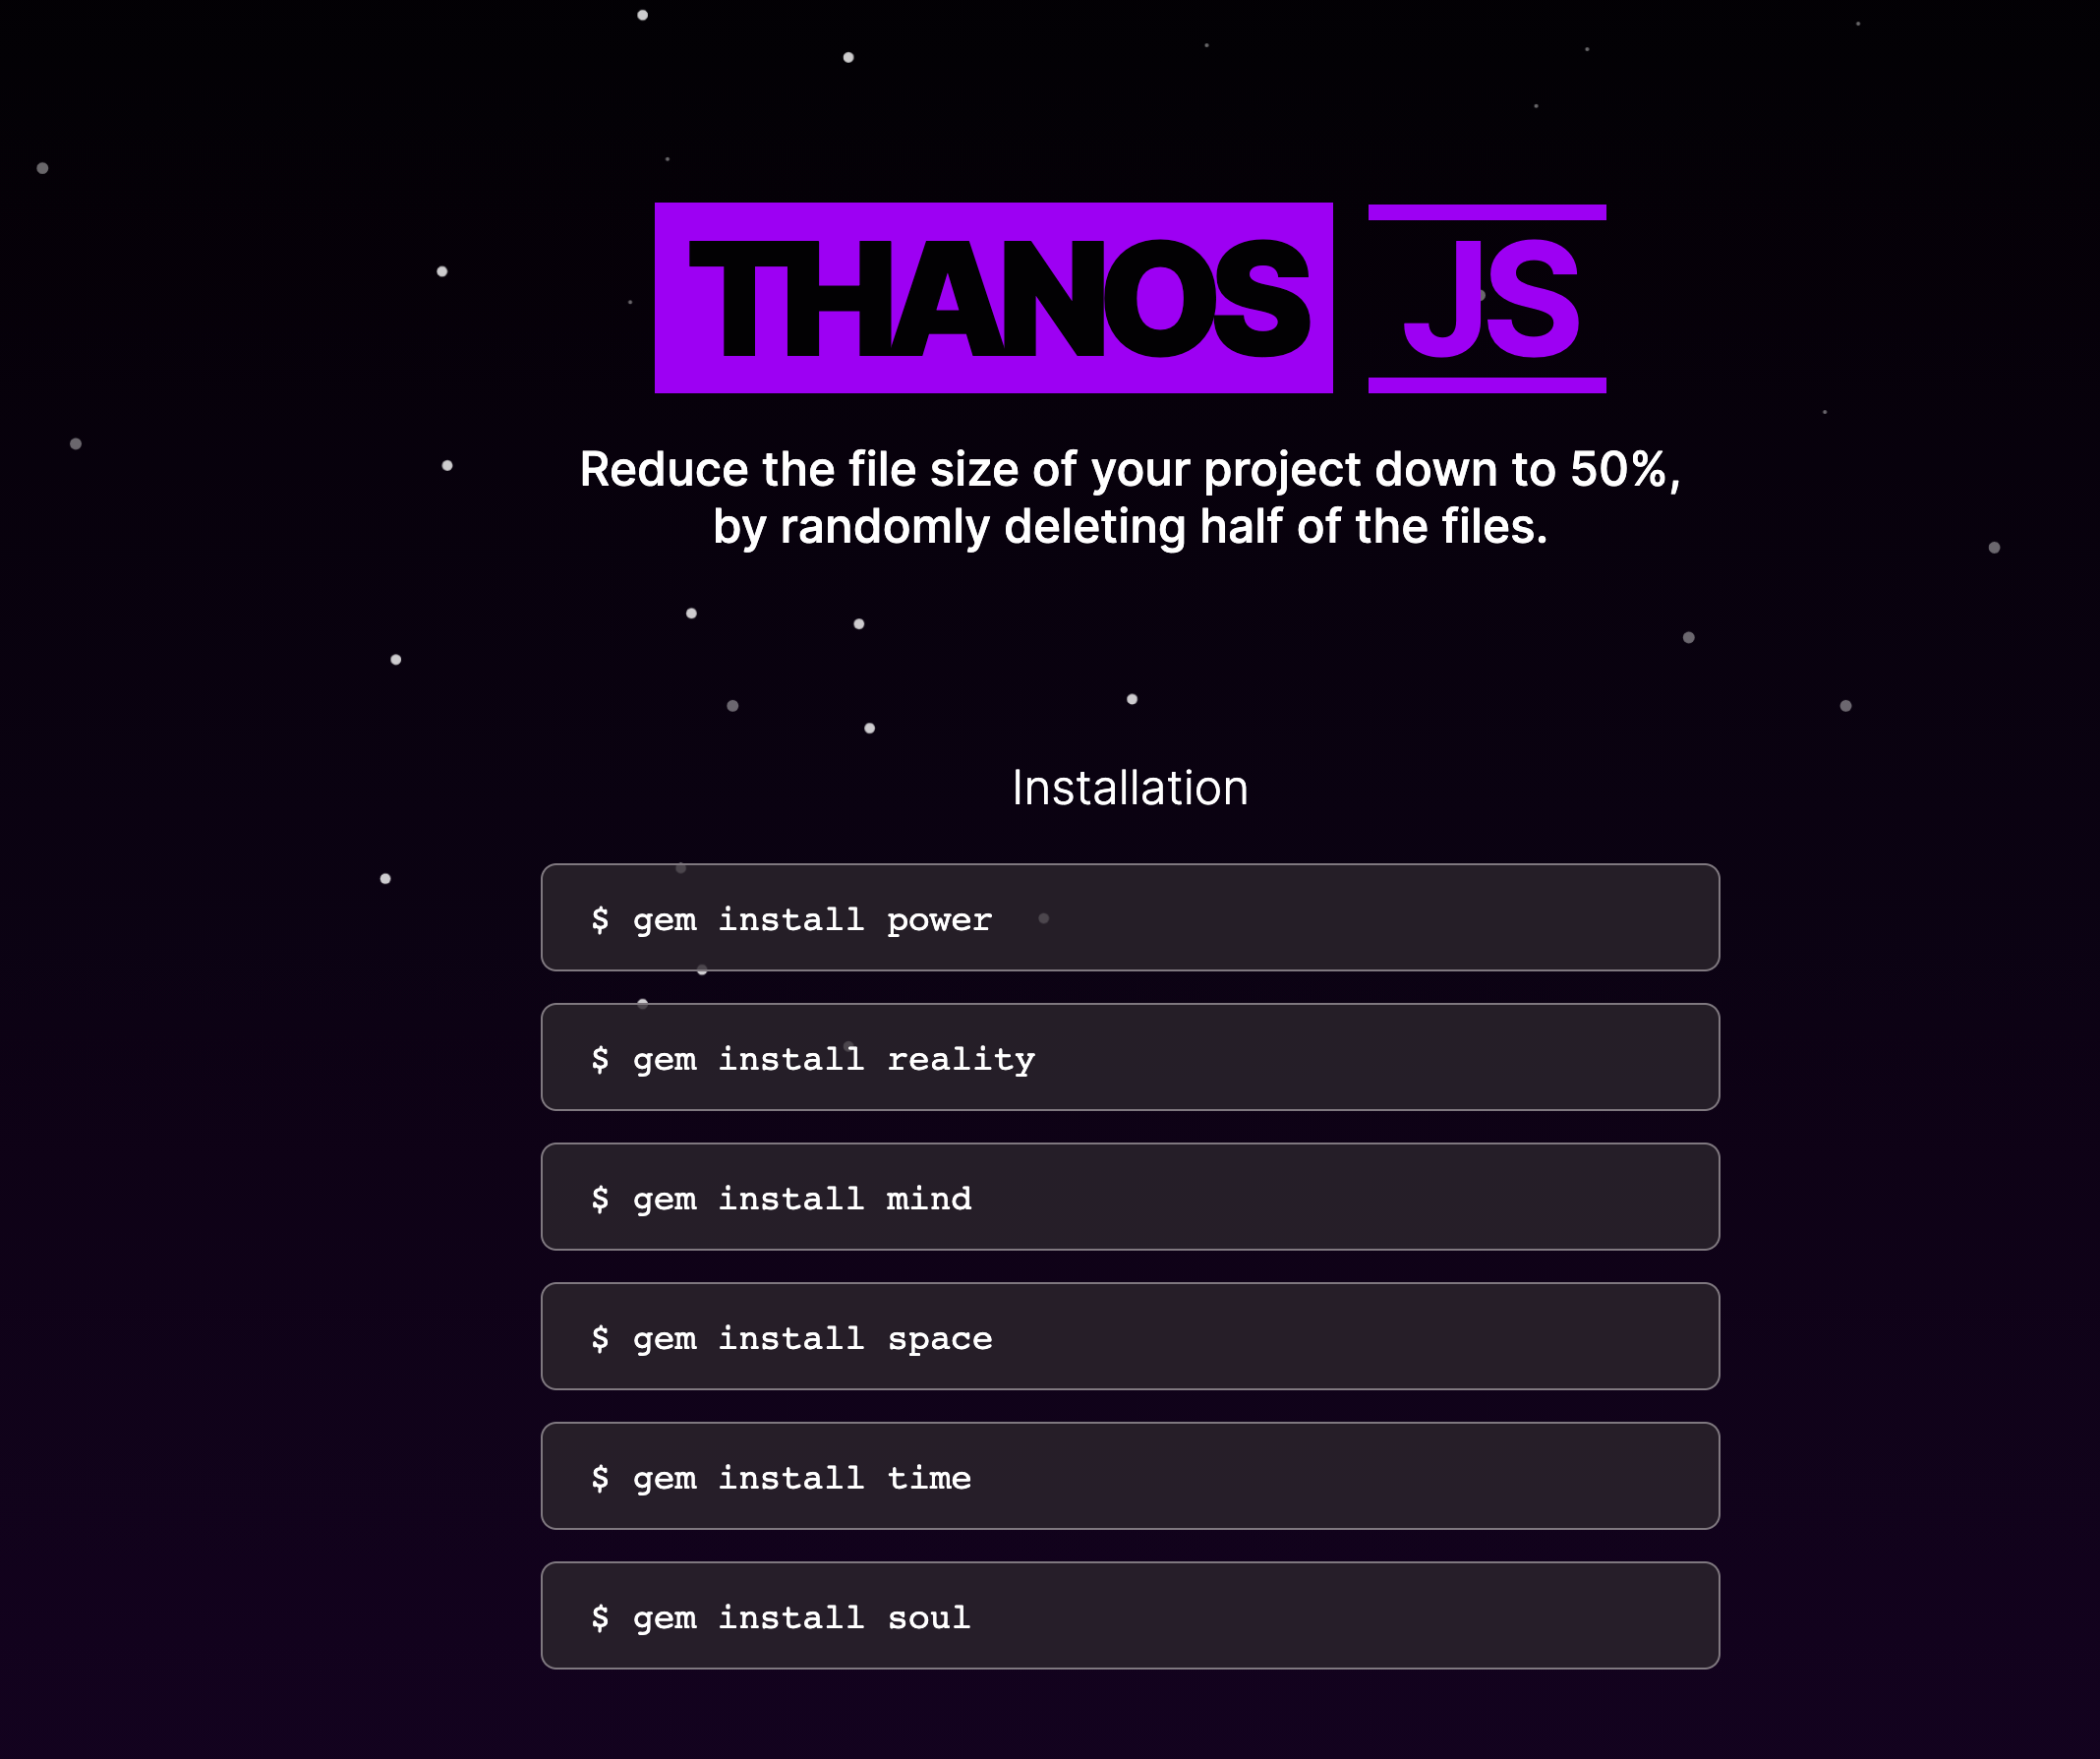 THANOS JS
Reduce the file size of your project down to 50%,
by randomly deleting half of the files.
Installation
$ gem install power
$ gem install reality
$ gem install mind
$ gem install space
$ gem install time
$ gem install soul